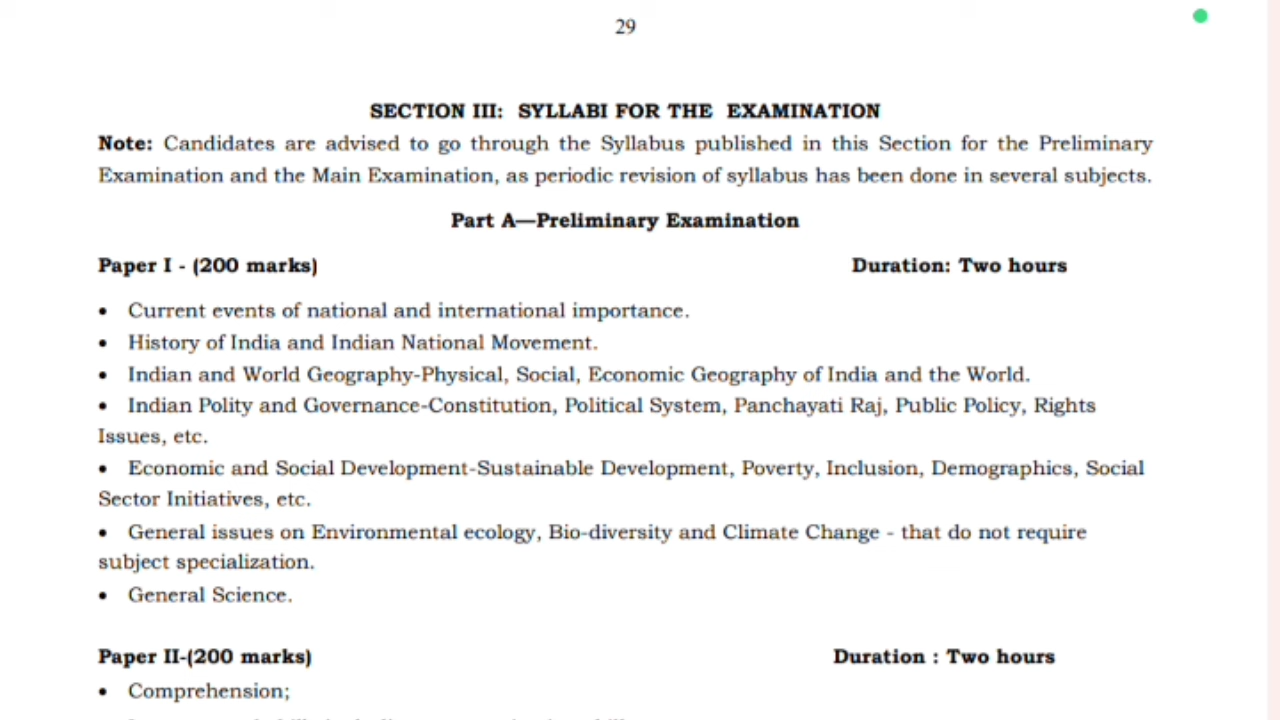 29
SECTION III: SYLLABI FOR THE EXAMINATION
Note: Candidates are advised to go through the Syllabus published in this Section for the Preliminary
Examination and the Main Examination, as periodic revision of syllabus has been done in several subjects.
Part A—Preliminary Examination
Paper I - (200 marks) Duration: Two hours
• Current events of national and international importance.
• History of India and Indian National Movement.
• Indian and World Geography-Physical, Social, Economic Geography of India and the World.
• Indian Polity and Governance-Constitution, Political System, Panchayati Raj, Public Policy, Rights
Issues, etc.
• Economic and Social Development-Sustainable Development, Poverty, Inclusion, Demographics, Social
Sector Initiatives, etc.
• General issues on Environmental ecology, Bio-diversity and Climate Change - that do not require
subject specialization.
• General Science.
Paper II-(200 marks) Duration : Two hours
• Comprehension;